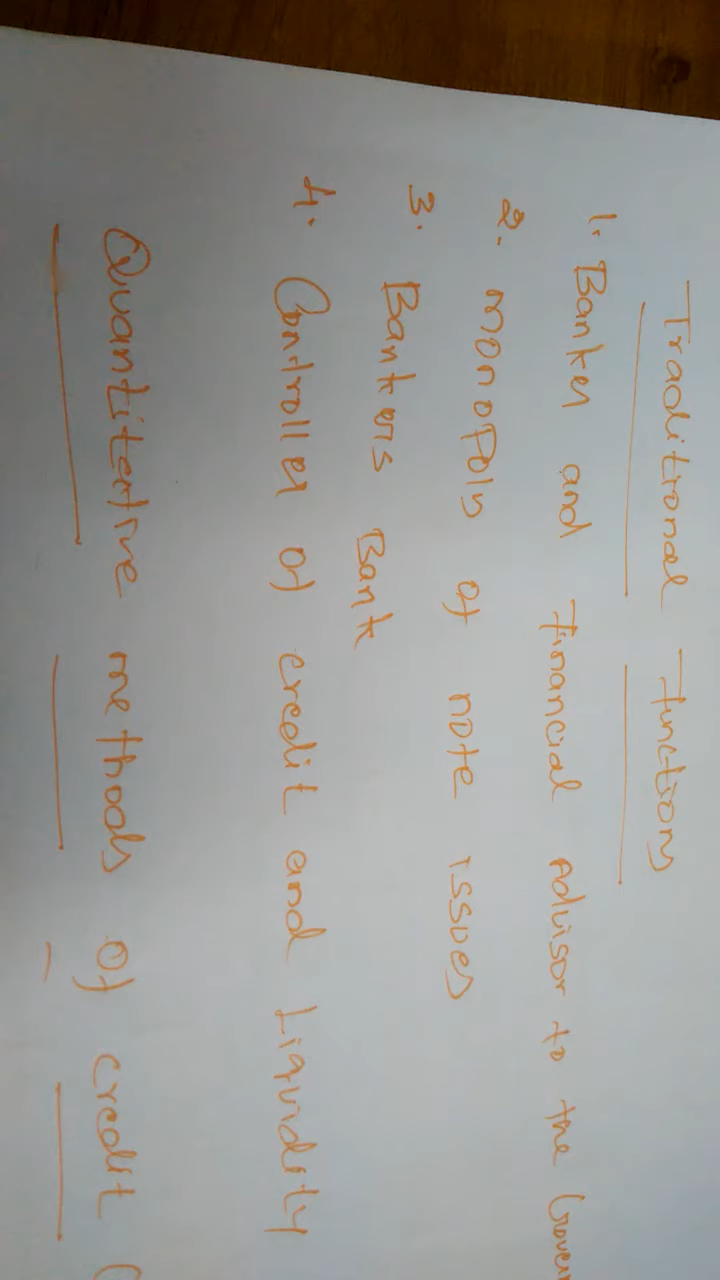 Traditional Functions
1. Banker and Financial Advisor to the
2. monopoly of note issues
3. Bankers Bank
4. Controller of credit and Liquidity
Quantitative methods of credit